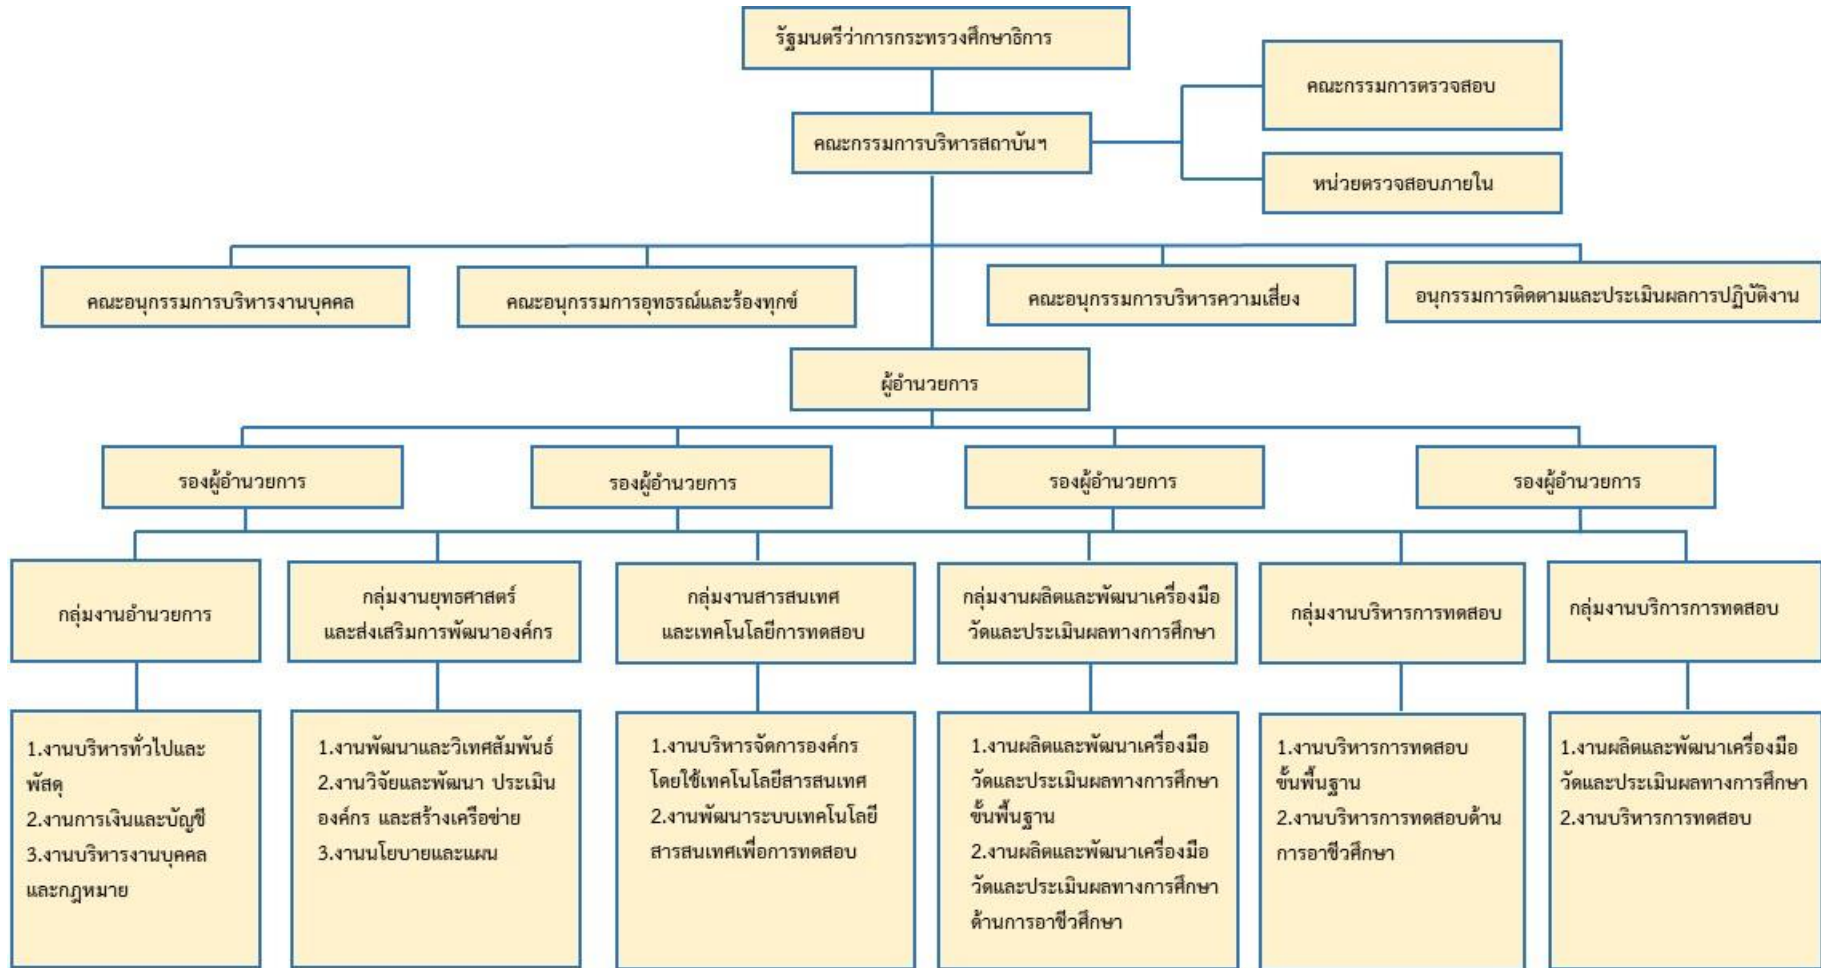 รัฐมนตรีว่าการกระทรวงศึกษาธิการ
คณะกรรมการตรวจสอบ
คณะกรรมการบริหารสถาบันฯ
หน่วยตรวจสอบภายใน
คณะอนุกรรมการบริหารงานบุคคล
คณะอนุกรรมการอุทธรณ์และร้องทุกข์
คณะอนุกรรมการบริหารความเสี่ยง
อนุกรรมการติดตามและประเมินผลการปฏิบัติงาน
ผู้อำนวยการ
รองผู้อำนวยการ
รองผู้อำนวยการ
รองผู้อำนวยการ
รองผู้อำนวยการ
กลุ่มงานอำนวยการ
กลุ่มงานยุทธศาสตร์
และส่งเสริมการพัฒนาองค์กร
กลุ่มงานสารสนเทศ
และเทคโนโลยีการทดสอบ
กลุ่มงานผลิตและพัฒนาเครื่องมือ
วัดและประเมินผลทางการศึกษา
กลุ่มงานบริหารการทดสอบ
กลุ่มงานบริการการทดสอบ
1.งานบริหารทั่วไปและ
พัสดุ
2.งานการเงินและบัญชี
3.งานบริหารงานบุคคล
และกฎหมาย
1.งานพัฒนาและวิเทศสัมพันธ์
2.งานวิจัยและพัฒนา ประเมิน
องค์กร และสร้างเครือข่าย
3.งานนโยบายและแผน
1.งานบริหารจัดการองค์กร
โดยใช้เทคโนโลยีสารสนเทศ
2.งานพัฒนาระบบเทคโนโลยี
สารสนเทศเพื่อการทดสอบ
1.งานผลิตและพัฒนาเครื่องมือ
วัดและประเมินผลทางการศึกษา
ขั้นพื้นฐาน
2.งานผลิตและพัฒนาเครื่องมือ
วัดและประเมินผลทางการศึกษา
ด้านการอาชีวศึกษา
1.งานบริหารการทดสอบ
ขั้นพื้นฐาน
2.งานบริหารการทดสอบด้าน
การอาชีวศึกษา
1.งานผลิตและพัฒนาเครื่องมือ
วัดและประเมินผลทางการศึกษา
2.งานบริหารการทดสอบ